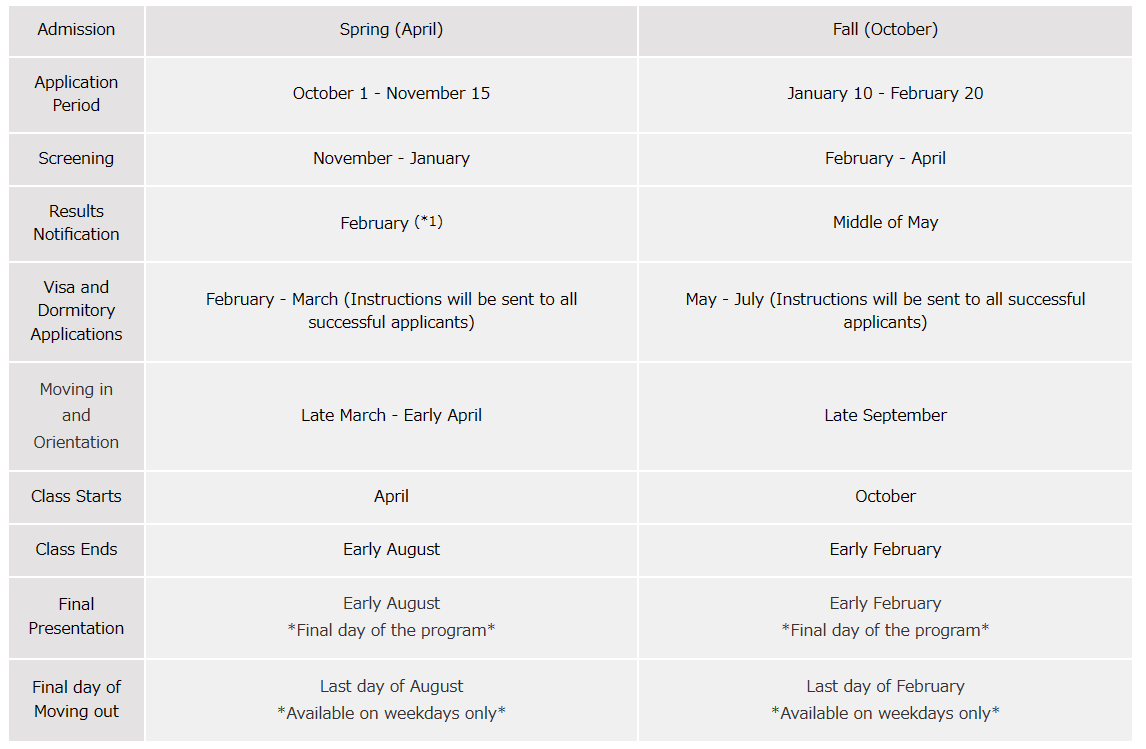 Admission Spring (April) Fall (October)
Application
Period
October 1 - November 15 January 10 - February 20
Screening November - January February - April
Results
Notification
February (*1) Middle of May
Visa and
Dormitory
Applications
February - March (Instructions will be sent to all
successful applicants)
May - July (Instructions will be sent to all successful
applicants)
Moving in
and
Orientation
Late March - Early April Late September
Class Starts April October
Class Ends Early August Early February
Final
Presentation
Early August
*Final day of the program*
Early February
*Final day of the program*
Final day of
Moving out
Last day of August
*Available on weekdays only*
Last day of February
*Available on weekdays only*